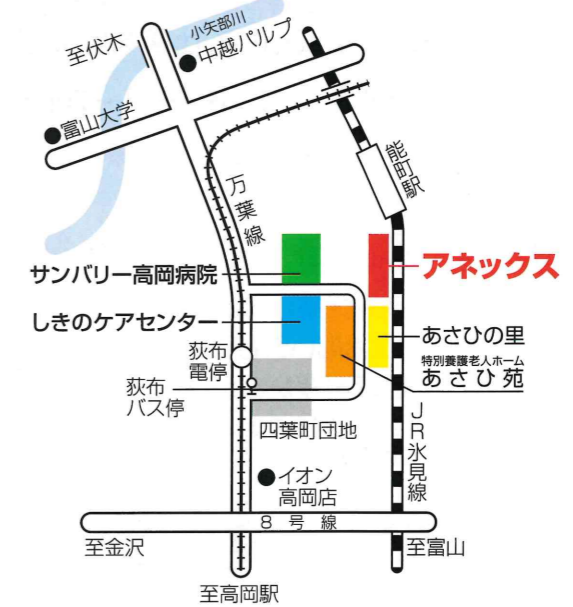 小矢部川
至伏木
中越パルプ
富山大学
能町駅
万葉線
サンバリー高岡病院
アネックス
しきのケアセンター
あさひの里
荻布
電停
特別養護老人ホーム
あさひ苑
荻布
バス停
四葉町団地
JR氷見線
イオン
高岡店
8号線
至金沢
至富山
至高岡駅